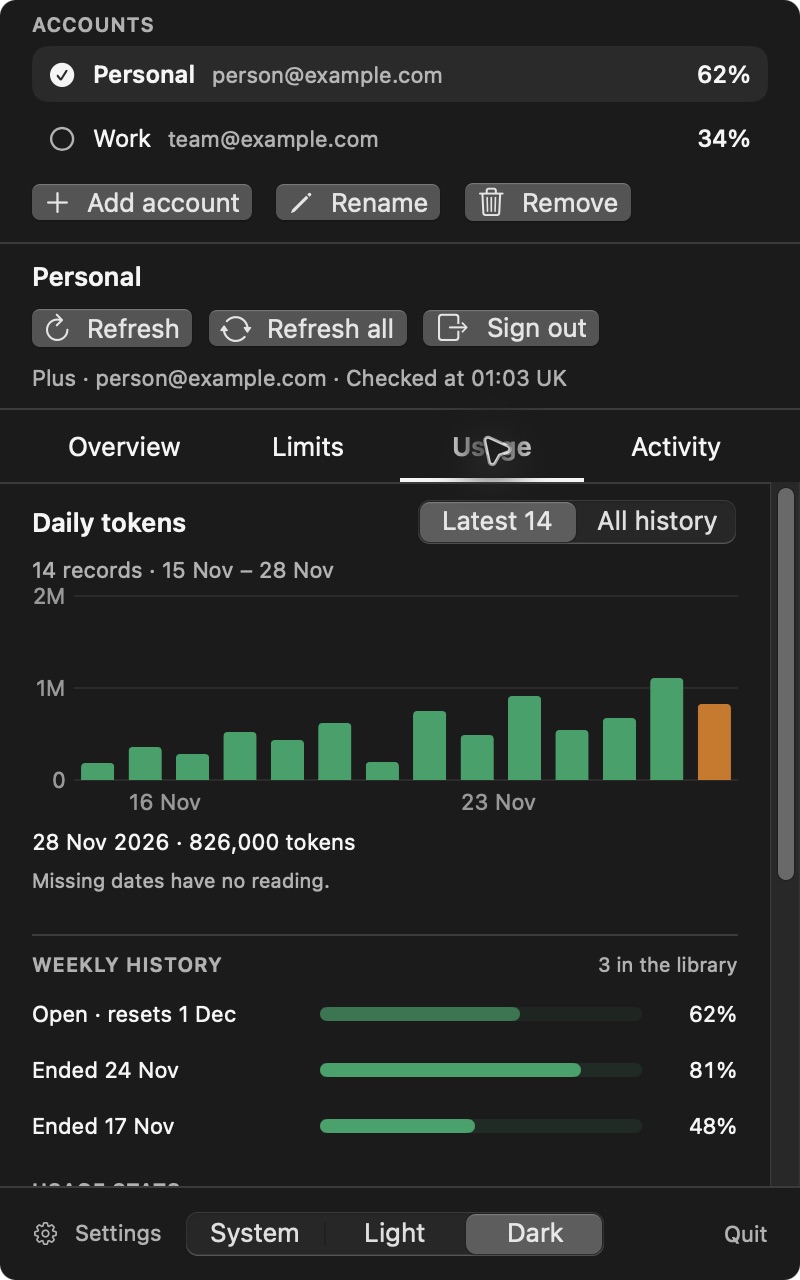 ACCOUNTS
Personal person@example.com 62%
Work team@example.com 34%
Add account Rename Remove
Personal
Refresh Refresh all Sign out
Plus · person@example.com · Checked at 01:03 UK
Overview Limits Usage Activity
Daily tokens Latest 14 All history
14 records · 15 Nov – 28 Nov
2M
1M
0
16 Nov 23 Nov
28 Nov 2026 · 826,000 tokens
Missing dates have no reading.
WEEKLY HISTORY 3 in the library
Open · resets 1 Dec 62%
Ended 24 Nov 81%
Ended 17 Nov 48%
Settings System Light Dark Quit